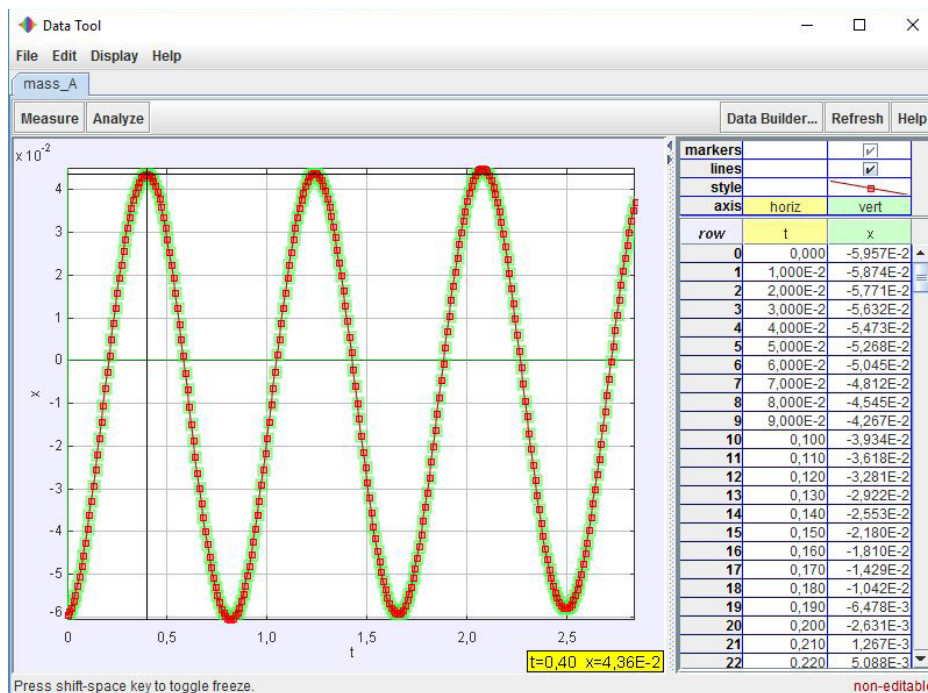 Data Tool
File Edit Display Help
mass_A
Measure Analyze Data Builder... Refresh Help
x 10-2
4
3
2
1
0
-1
-2
-3
-4
-5
-6
x
0 0,5 1,0 1,5 2,0 2,5
t
t=0,40 x=4,36E-2
markers
lines
style
axis horiz vert
row t x
0 0,000 -5,957E-2
1 1,000E-2 -5,874E-2
2 2,000E-2 -5,771E-2
3 3,000E-2 -5,632E-2
4 4,000E-2 -5,473E-2
5 5,000E-2 -5,268E-2
6 6,000E-2 -5,045E-2
7 7,000E-2 -4,812E-2
8 8,000E-2 -4,545E-2
9 9,000E-2 -4,267E-2
10 0,100 -3,934E-2
11 0,110 -3,618E-2
12 0,120 -3,281E-2
13 0,130 -2,922E-2
14 0,140 -2,553E-2
15 0,150 -2,180E-2
16 0,160 -1,810E-2
17 0,170 -1,429E-2
18 0,180 -1,042E-2
19 0,190 -6,478E-3
20 0,200 -2,631E-3
21 0,210 1,267E-3
22 0,220 5,088E-3
Press shift-space key to toggle freeze. non-editable